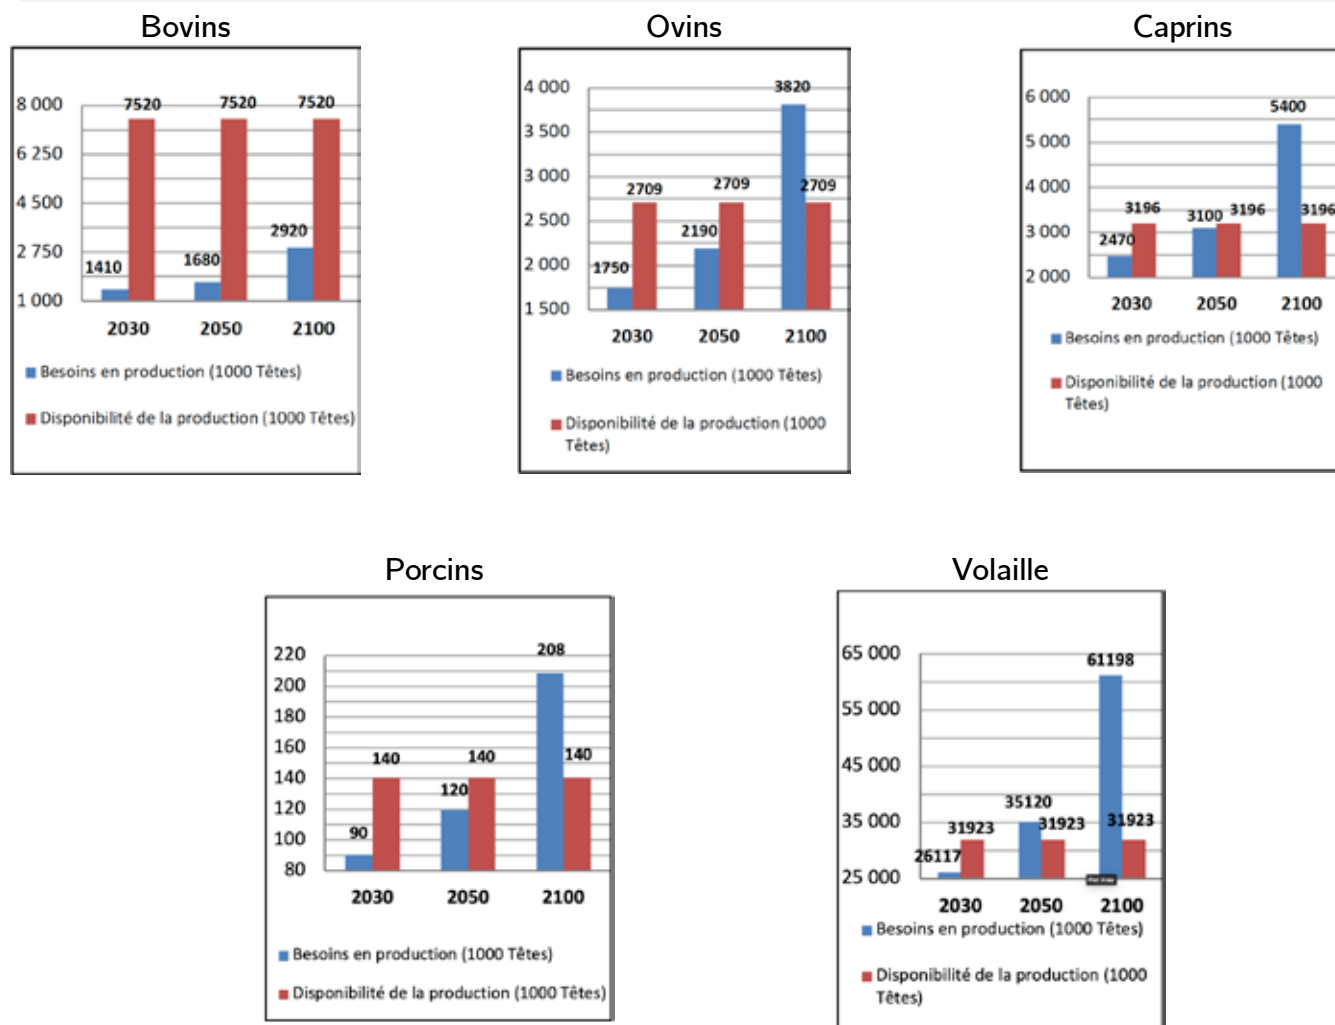 Bovins
8 000
6 250
4 500
2 750
1 000
7520
7520
7520
1410
1680
2920
2030 2050 2100
Besoins en production (1000 Têtes)
Disponibilité de la production (1000 Têtes)
Ovins
4 000
3 500
3 000
2 500
2 000
1 500
3820
2709
2709
2709
1750
2190
2030 2050 2100
Besoins en production (1000 Têtes)
Disponibilité de la production (1000
Têtes)
Caprins
6 000
5 000
4 000
3 000
2 000
5400
2470
3196
3100
3196
3196
2030 2050 2100
Besoins en production (1000 Têtes)
Disponibilité de la production (1000
Têtes)
Porcins
220
200
180
160
140
120
100
80
208
140
140
140
90
120
2030 2050 2100
Besoins en production (1000 Têtes)
Disponibilité de la production (1000 Têtes)
Volaille
65 000
55 000
45 000
35 000
25 000
61198
35120
26117
31923
31923
31923
2030 2050 2100
Besoins en production (1000 Têtes)
Disponibilité de la production (1000
Têtes)